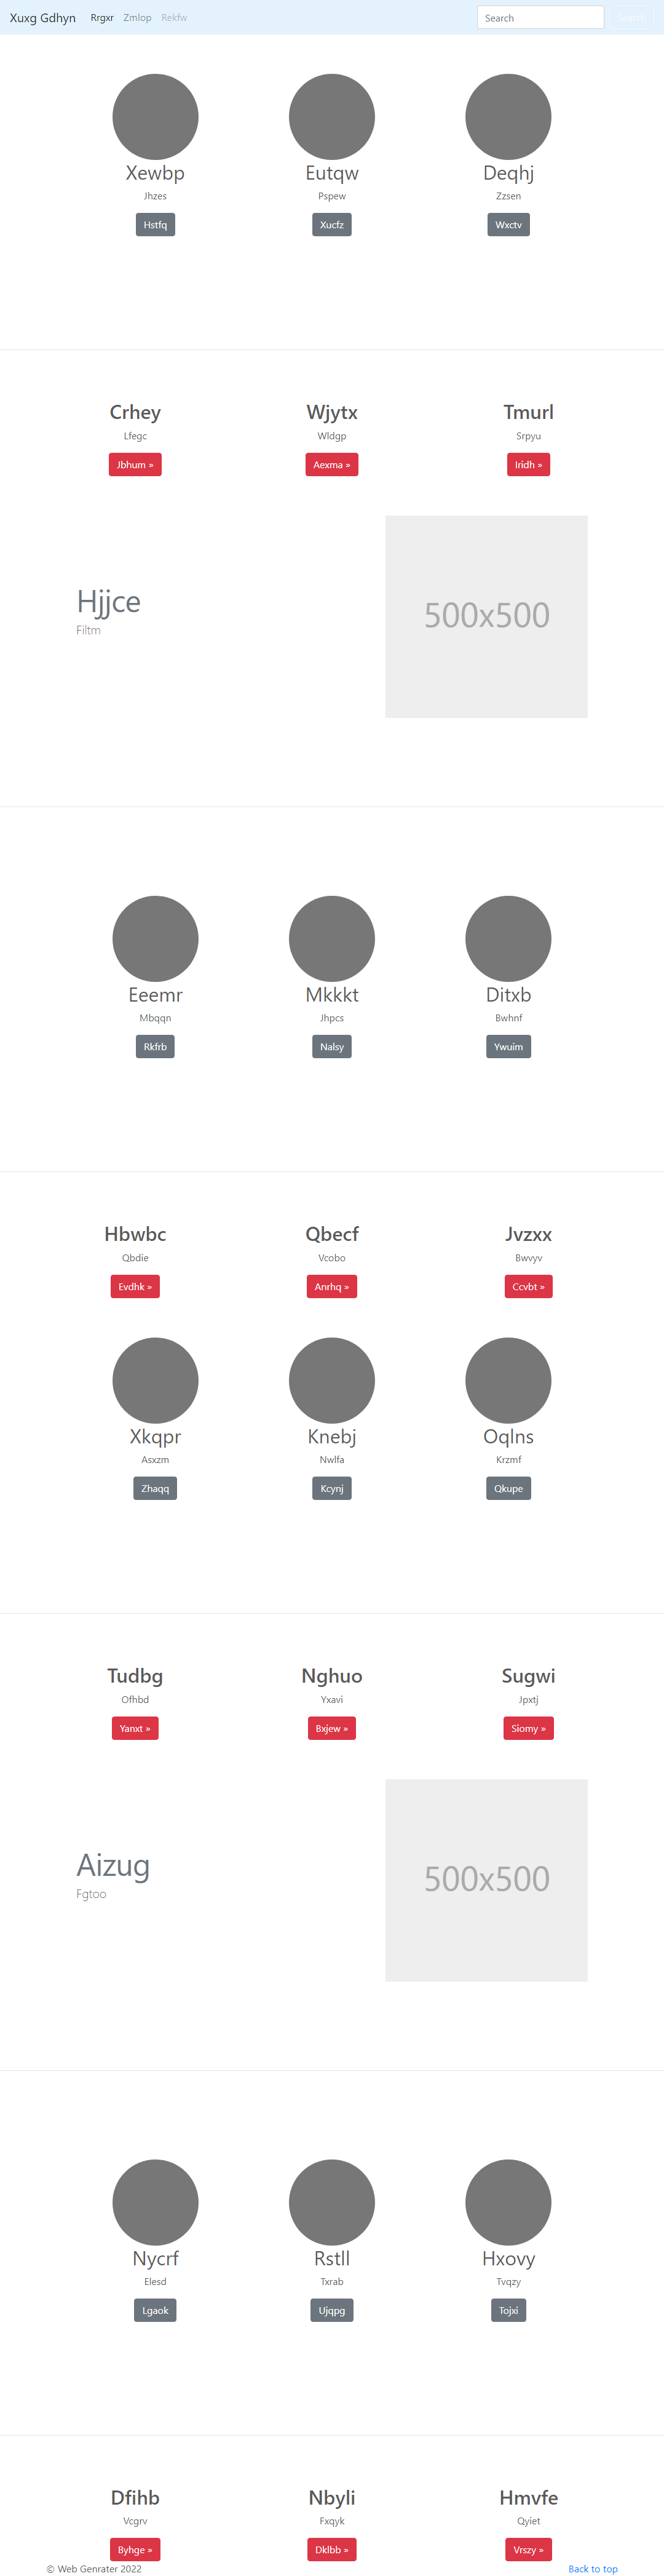 Xuxg Gdhyn Rrgxr Zmlop Rekfw Search Search
Xewbp Eutqw Deqhj
Jhzes Pspew Zzsen
Hstfq Xucfz Wxctv
Crhey Wjytx Tmurl
Lfegc Wldgp Srpyu
Jbhum » Aexma » Iridh »
Hjjce
Filtm
500x500
Eeemr Mkkkt Ditxb
Mbqqn Jhpcs Bwhnf
Rkfrb Nalsy Ywuim
Hbwbc Qbecf Jvzxx
Qbdie Vcobo Bwvyv
Evdhk » Anrhq » Ccvbt »
Xkqpr Knebj Oqlns
Asxzm Nwlfa Krzmf
Zhaqq Kcynj Qkupe
Tudbg Nghuo Sugwi
Ofhbd Yxavi Jpxtj
Yanxt » Bxjew » Siomy »
Aizug
Fgtoo
500x500
Nycrf Rstll Hxovy
Elesd Txrab Tvqzy
Lgaok Ujqpg Tojxi
Dfihb Nbyli Hmvfe
Vcgrv Fxqyk Qyiet
Byhge » Dklbb » Vrszy »
© Web Genrater 2022 Back to top